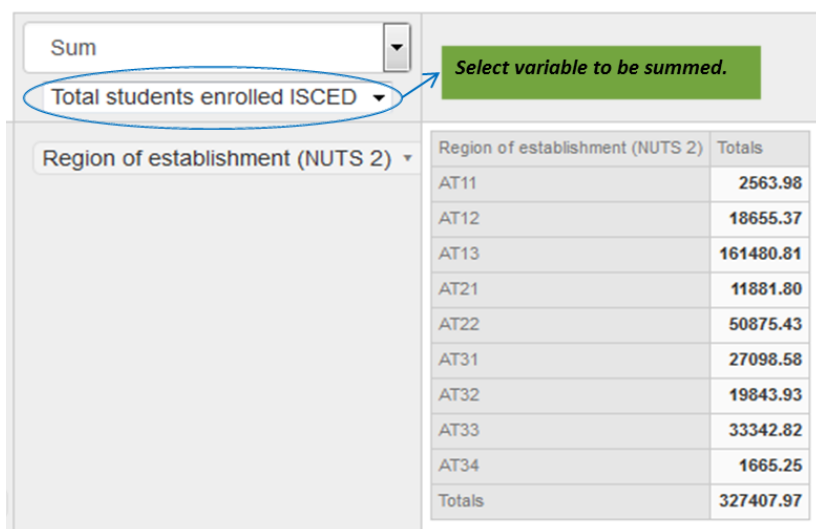 Sum
Select variable to be summed.
Total students enrolled ISCED
Region of establishment (NUTS 2)
Region of establishment (NUTS 2) Totals
AT11 2563.98
AT12 18655.37
AT13 161480.81
AT21 11881.80
AT22 50875.43
AT31 27098.58
AT32 19843.93
AT33 33342.82
AT34 1665.25
Totals 327407.97